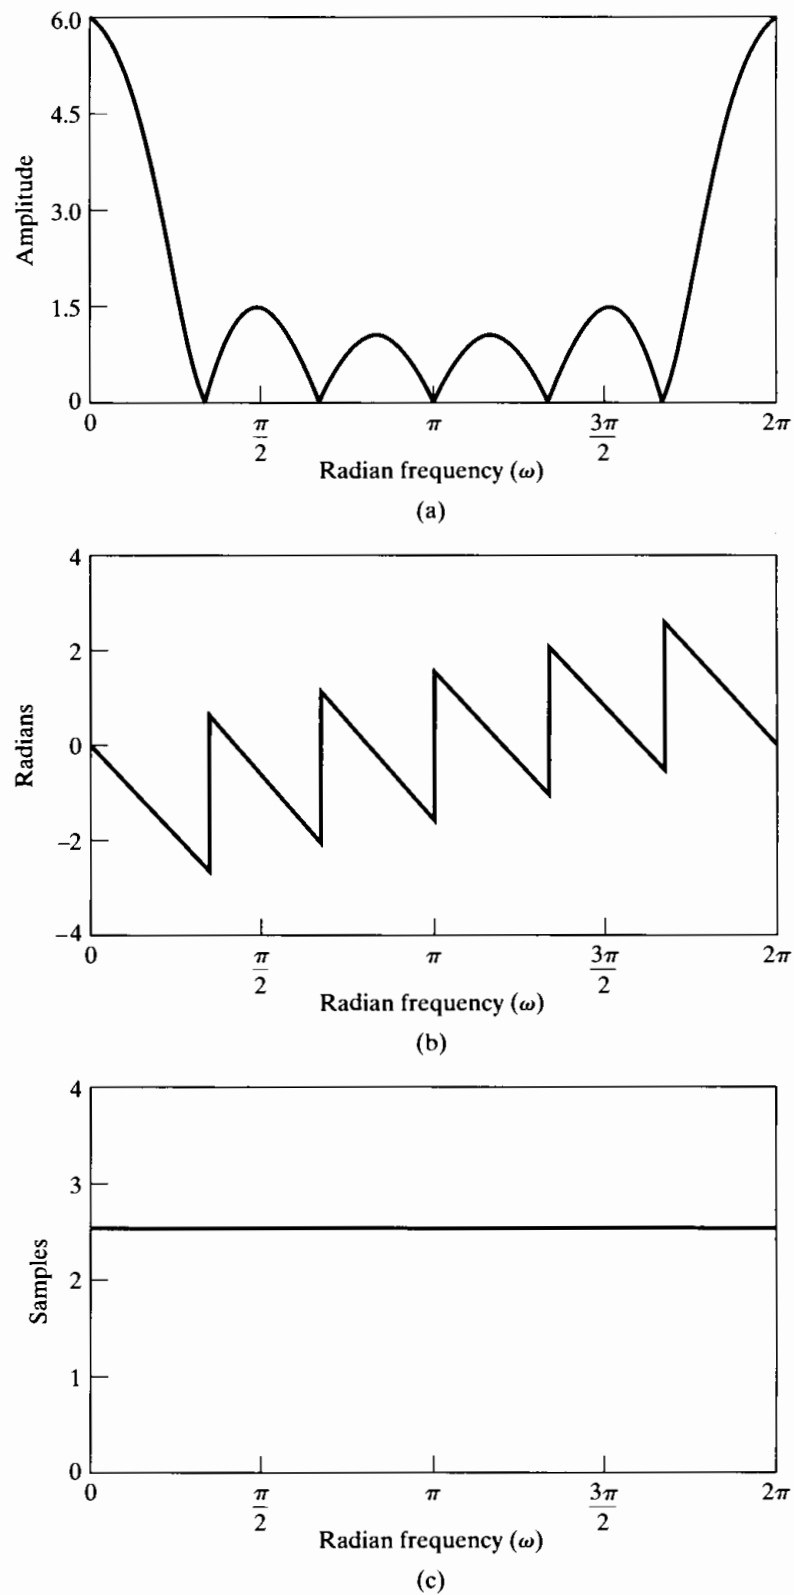 6.0
4.5
3.0
1.5
0
Amplitude
0 π/2 π 3π/2 2π
Radian frequency (ω)
(a)
4
2
0
−2
−4
Radians
0 π/2 π 3π/2 2π
Radian frequency (ω)
(b)
4
3
2
1
0
Samples
0 π/2 π 3π/2 2π
Radian frequency (ω)
(c)